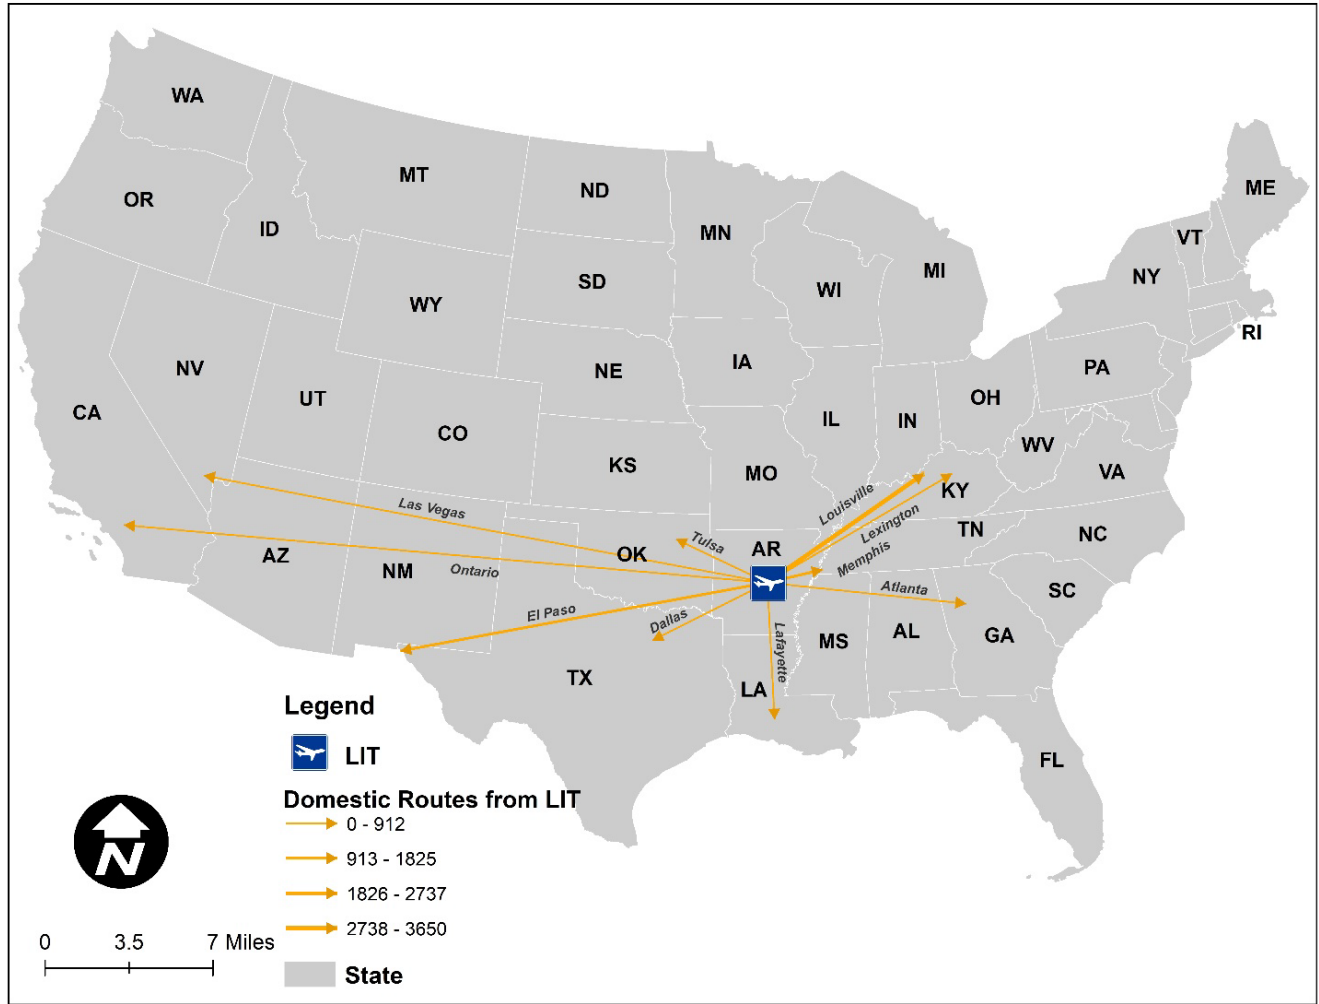 WA
MT
ND
ME
OR
ID
MN
VT
NY
MI
SD
WI
WY
RI
NV
NE
IA
PA
UT
OH
CA
CO
IL
IN
WV
KS
MO
VA
KY
Las Vegas
Louisville
Lexington
TN
NC
Tulsa
AR
OK
AZ
NM
Ontario
Memphis
Atlanta
SC
El Paso
Dallas
Lafayette
MS
AL
GA
TX
LA
FL
Legend
LIT
Domestic Routes from LIT
0 - 912
913 - 1825
1826 - 2737
2738 - 3650
State
N
0 3.5 7 Miles